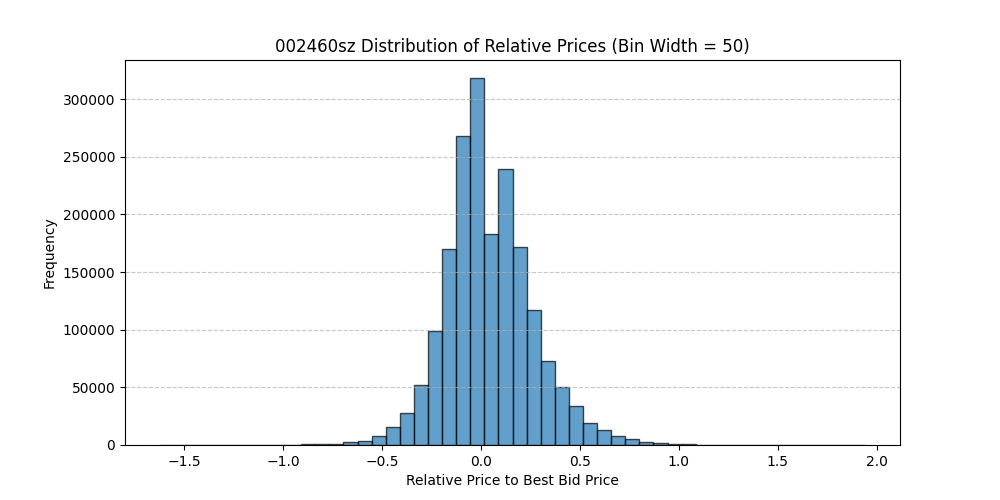 002460sz Distribution of Relative Prices (Bin Width = 50)
300000
250000
200000
150000
100000
50000
0
Frequency
−1.5 −1.0 −0.5 0.0 0.5 1.0 1.5 2.0
Relative Price to Best Bid Price